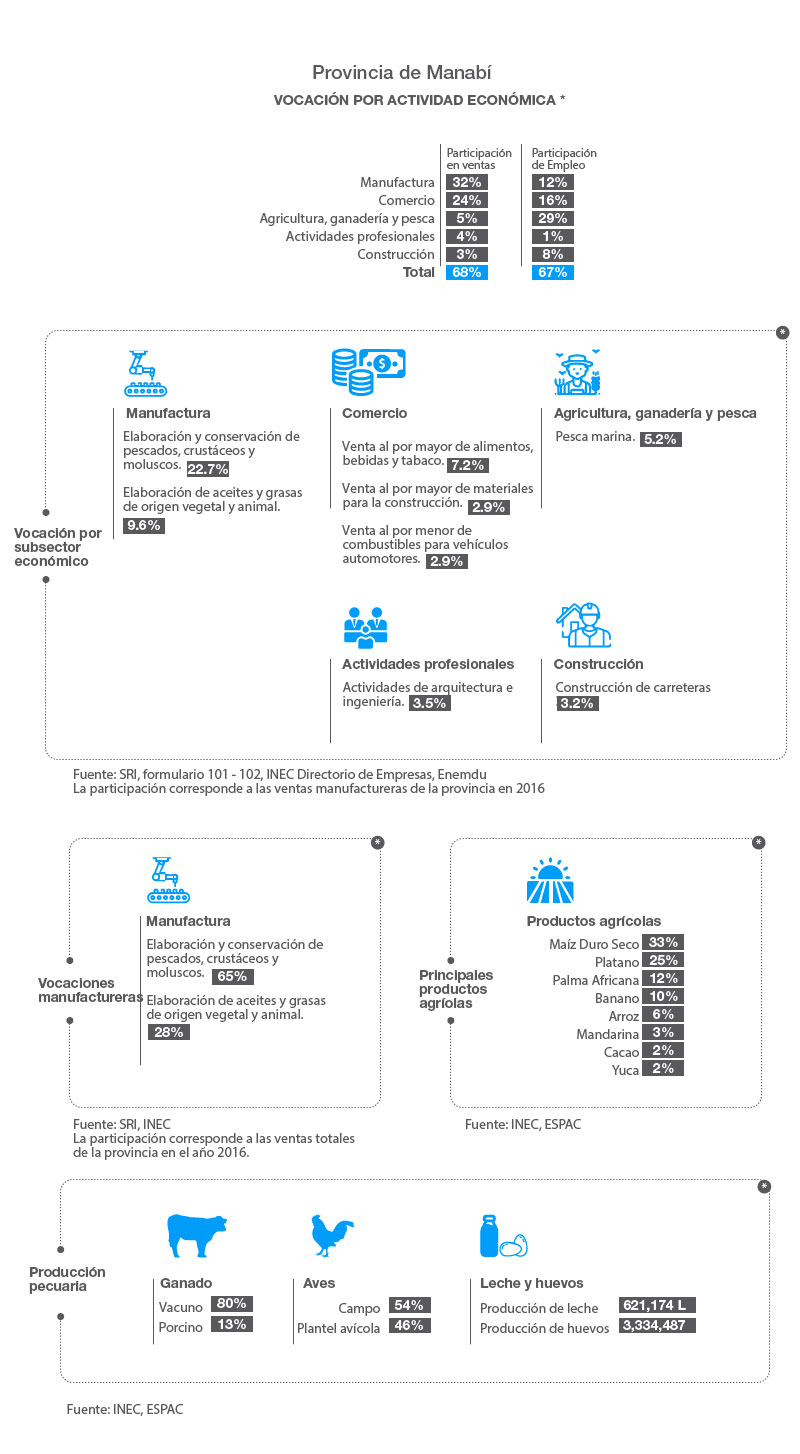 Provincia de Manabí
VOCACIÓN POR ACTIVIDAD ECONÓMICA *
Participación
en ventas
Participación
de Empleo
Manufactura 32% 12%
Comercio 24% 16%
Agricultura, ganadería y pesca 5% 29%
Actividades profesionales 4% 1%
Construcción 3% 8%
Total 68% 67%
*
Vocación por
subsector
económico
Manufactura
Elaboración y conservación de
pescados, crustáceos y
moluscos. 22.7%
Elaboración de aceites y grasas
de origen vegetal y animal.
9.6%
Comercio
Venta al por mayor de alimentos,
bebidas y tabaco. 7.2%
Venta al por mayor de materiales
para la construcción. 2.9%
Venta al por menor de
combustibles para vehículos
automotores. 2.9%
Agricultura, ganadería y pesca
Pesca marina. 5.2%
Actividades profesionales
Actividades de arquitectura e
ingeniería. 3.5%
Construcción
Construcción de carreteras
3.2%
Fuente: SRI, formulario 101 - 102, INEC Directorio de Empresas, Enemdu
La participación corresponde a las ventas manufactureras de la provincia en 2016
*
Vocaciones
manufactureras
Manufactura
Elaboración y conservación de
pescados, crustáceos y
moluscos. 65%
Elaboración de aceites y grasas
de origen vegetal y animal.
28%
Fuente: SRI, INEC
La participación corresponde a las ventas totales
de la provincia en el año 2016.
*
Principales
productos
agríolas
Productos agrícolas
Maíz Duro Seco 33%
Platano 25%
Palma Africana 12%
Banano 10%
Arroz 6%
Mandarina 3%
Cacao 2%
Yuca 2%
Fuente: INEC, ESPAC
*
Producción
pecuaria
Ganado
Vacuno 80%
Porcino 13%
Aves
Campo 54%
Plantel avícola 46%
Leche y huevos
Producción de leche 621,174 L
Producción de huevos 3,334,487
Fuente: INEC, ESPAC